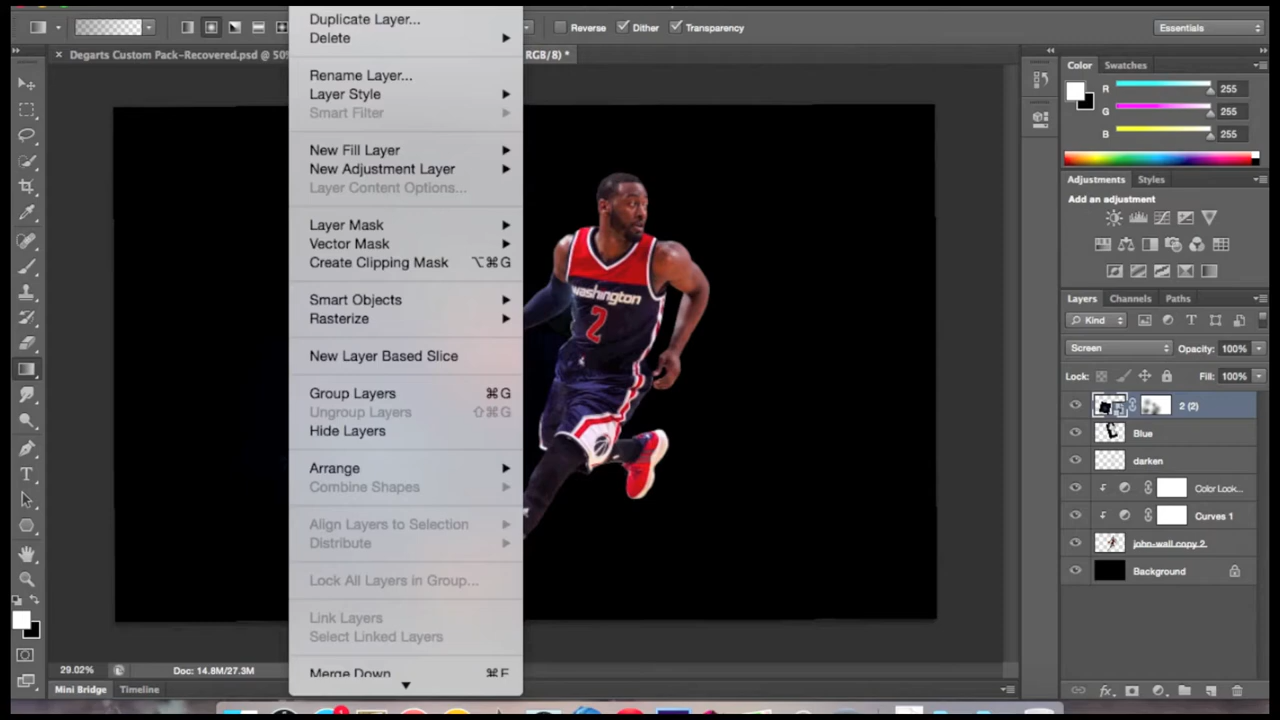 Reverse
Dither
Transparency
Essentials
Degarts Custom Pack-Recovered.psd @ 50%
RGB/8) *
Duplicate Layer...
Delete
Rename Layer...
Layer Style
Smart Filter
New Fill Layer
New Adjustment Layer
Layer Content Options...
Layer Mask
Vector Mask
Create Clipping Mask ⌥⌘G
Smart Objects
Rasterize
New Layer Based Slice
Group Layers ⌘G
Ungroup Layers ⇧⌘G
Hide Layers
Arrange
Combine Shapes
Align Layers to Selection
Distribute
Lock All Layers in Group...
Link Layers
Select Linked Layers
Merge Down ⌘E
washington
2
Color Swatches
R 255
G 255
B 255
Adjustments Styles
Add an adjustment
Layers Channels Paths
Kind
Screen Opacity: 100%
Lock: Fill: 100%
2 (2)
Blue
darken
Color Look...
Curves 1
john-wall copy 2
Background
29.02% Doc: 14.8M/27.3M
Mini Bridge Timeline